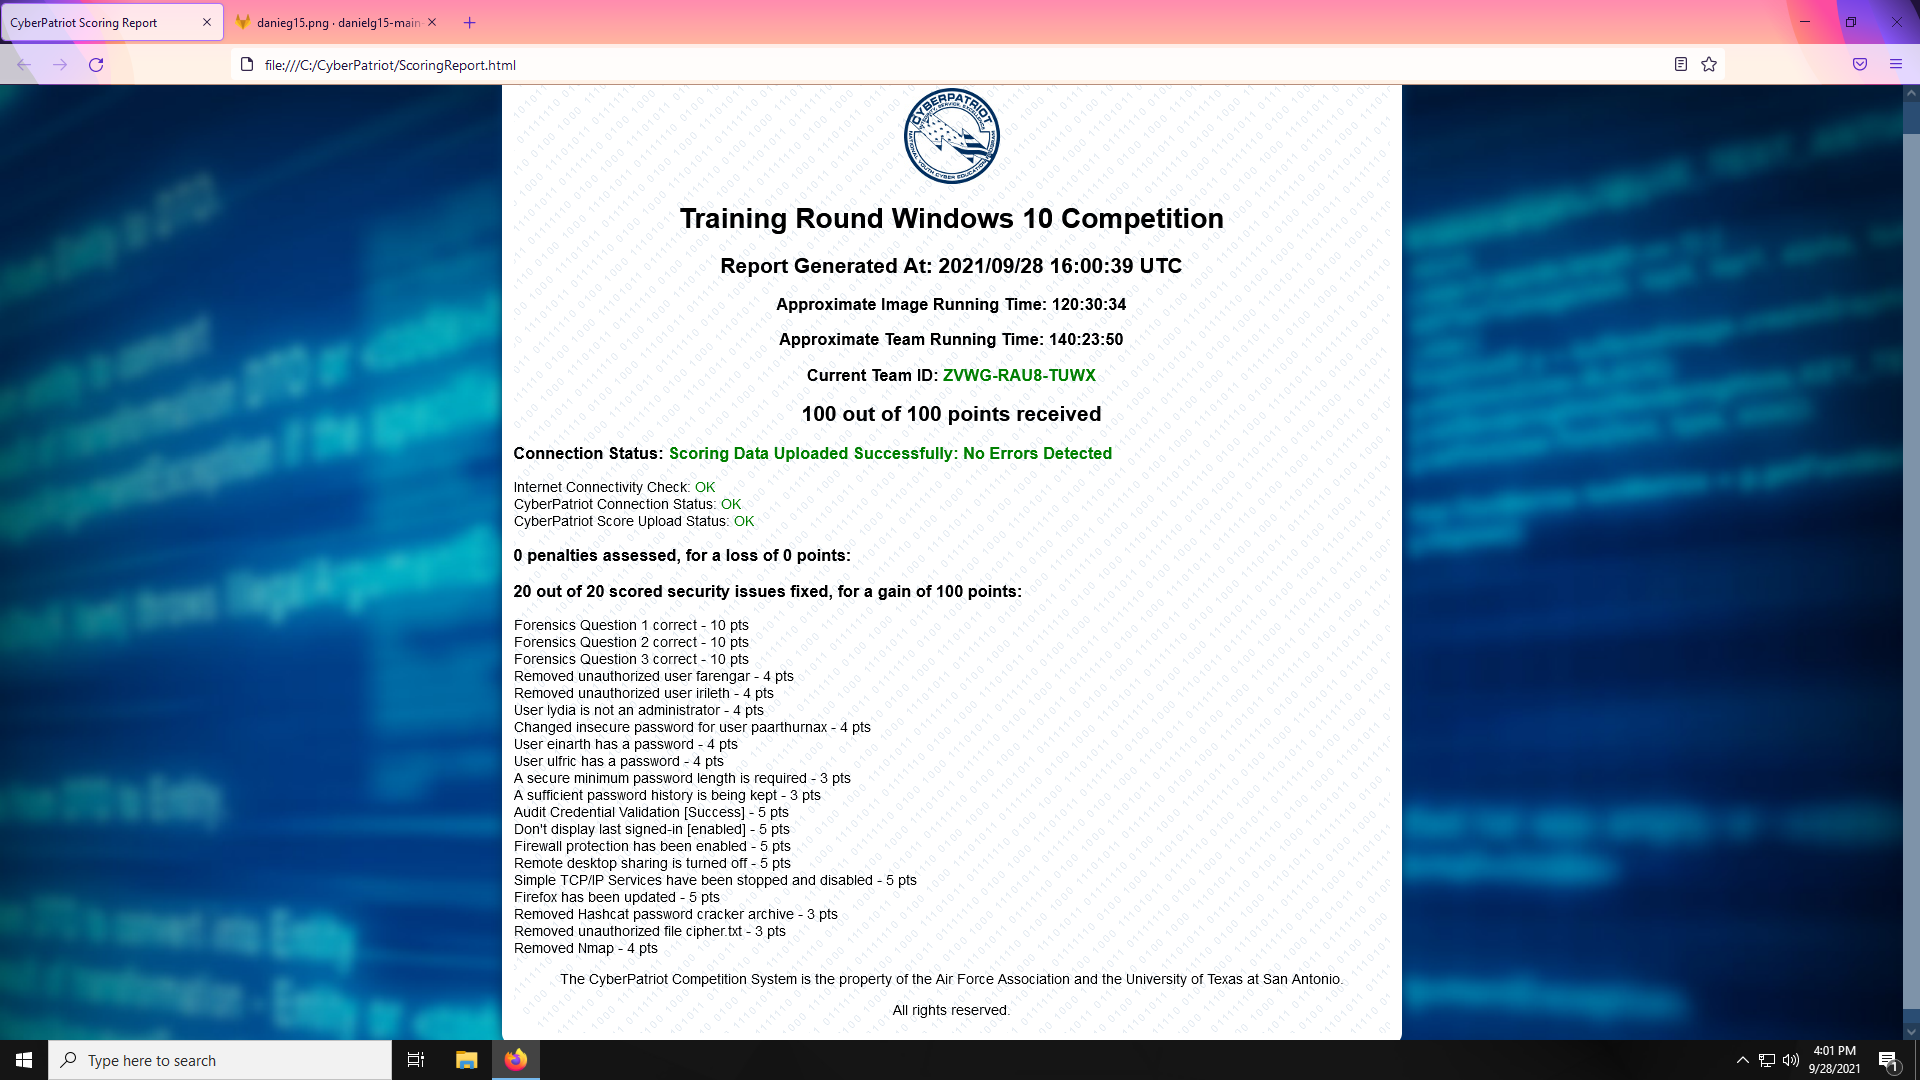 CyberPatriot Scoring Report
danieg15.png · danielg15-main
file:///C:/CyberPatriot/ScoringReport.html
CYBERPATRIOT
NATIONAL YOUTH CYBER EDUCATION PROGRAM
Training Round Windows 10 Competition
Report Generated At: 2021/09/28 16:00:39 UTC
Approximate Image Running Time: 120:30:34
Approximate Team Running Time: 140:23:50
Current Team ID: ZVWG-RAU8-TUWX
100 out of 100 points received
Connection Status: Scoring Data Uploaded Successfully: No Errors Detected
Internet Connectivity Check: OK
CyberPatriot Connection Status: OK
CyberPatriot Score Upload Status: OK
0 penalties assessed, for a loss of 0 points:
20 out of 20 scored security issues fixed, for a gain of 100 points:
Forensics Question 1 correct - 10 pts
Forensics Question 2 correct - 10 pts
Forensics Question 3 correct - 10 pts
Removed unauthorized user farengar - 4 pts
Removed unauthorized user irileth - 4 pts
User lydia is not an administrator - 4 pts
Changed insecure password for user paarthurnax - 4 pts
User einarth has a password - 4 pts
User ulfric has a password - 4 pts
A secure minimum password length is required - 3 pts
A sufficient password history is being kept - 3 pts
Audit Credential Validation [Success] - 5 pts
Don't display last signed-in [enabled] - 5 pts
Firewall protection has been enabled - 5 pts
Remote desktop sharing is turned off - 5 pts
Simple TCP/IP Services have been stopped and disabled - 5 pts
Firefox has been updated - 5 pts
Removed Hashcat password cracker archive - 3 pts
Removed unauthorized file cipher.txt - 3 pts
Removed Nmap - 4 pts
The CyberPatriot Competition System is the property of the Air Force Association and the University of Texas at San Antonio.
All rights reserved.
Type here to search
4:01 PM
9/28/2021
1